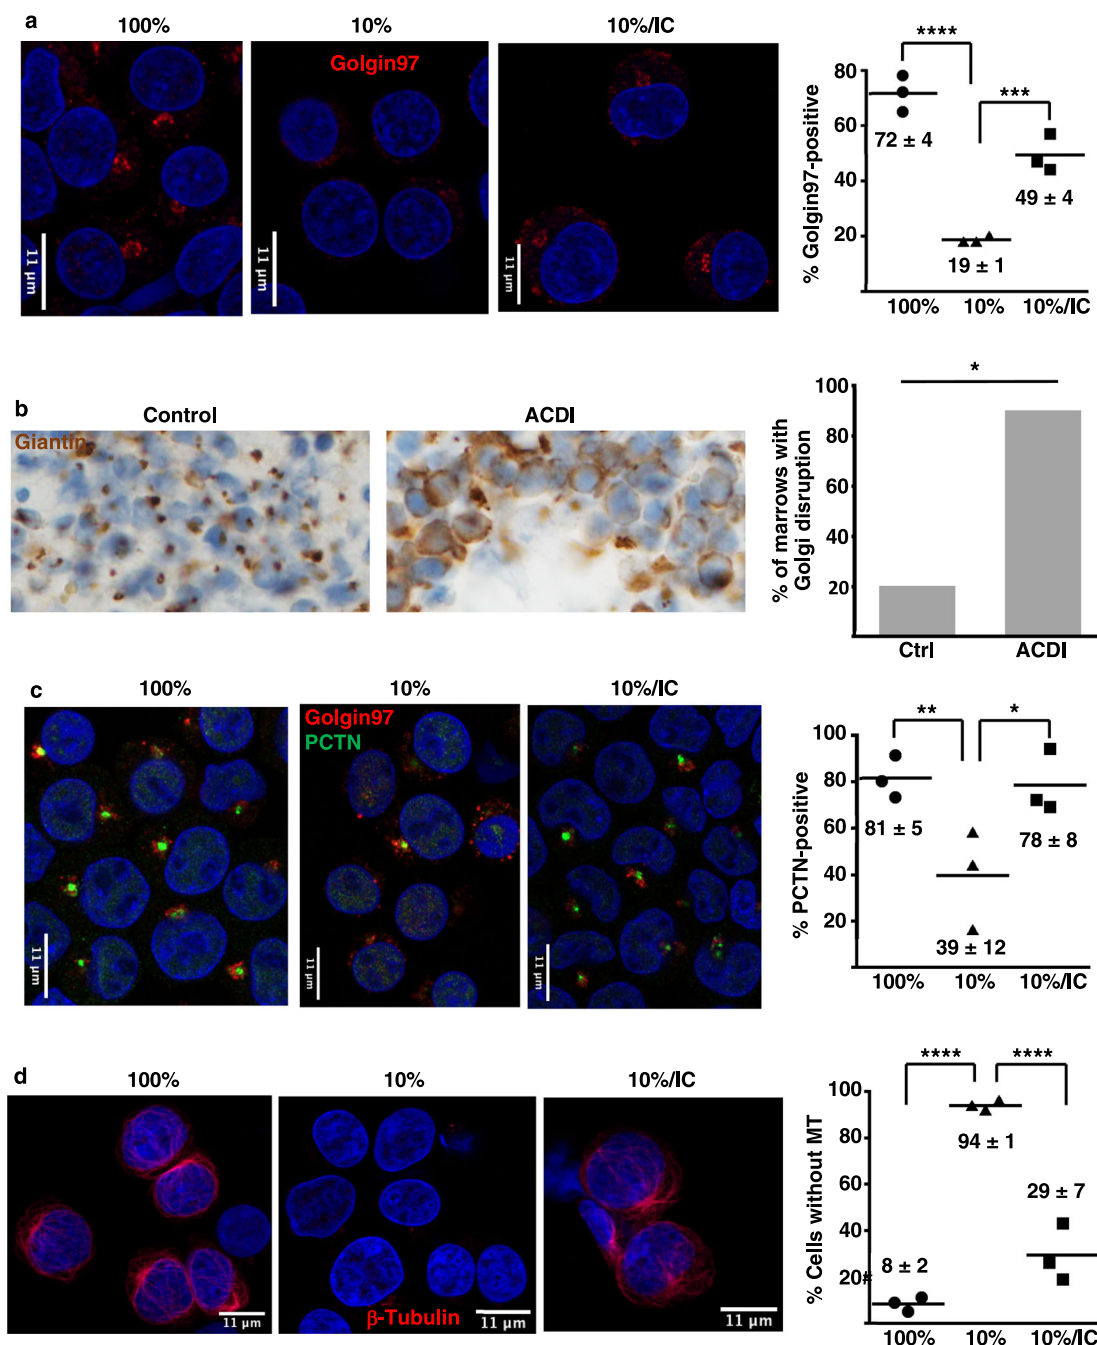 a
100%
10%
10%/IC
Golgin97
11 µm
11 µm
11 µm
% Golgin97-positive
80
60
40
20
****
***
72 ± 4
19 ± 1
49 ± 4
100%
10%
10%/IC
b
Control
ACDI
Giantin
% of marrows with
Golgi disruption
100
80
60
40
20
*
Ctrl
ACDI
c
100%
10%
10%/IC
Golgin97
PCTN
11 µm
11 µm
11 µm
% PCTN-positive
100
80
60
40
20
**
*
81 ± 5
39 ± 12
78 ± 8
100%
10%
10%/IC
d
100%
10%
10%/IC
β-Tubulin
11 µm
11 µm
11 µm
% Cells without MT
100
80
60
40
20#
****
****
8 ± 2
94 ± 1
29 ± 7
100%
10%
10%/IC